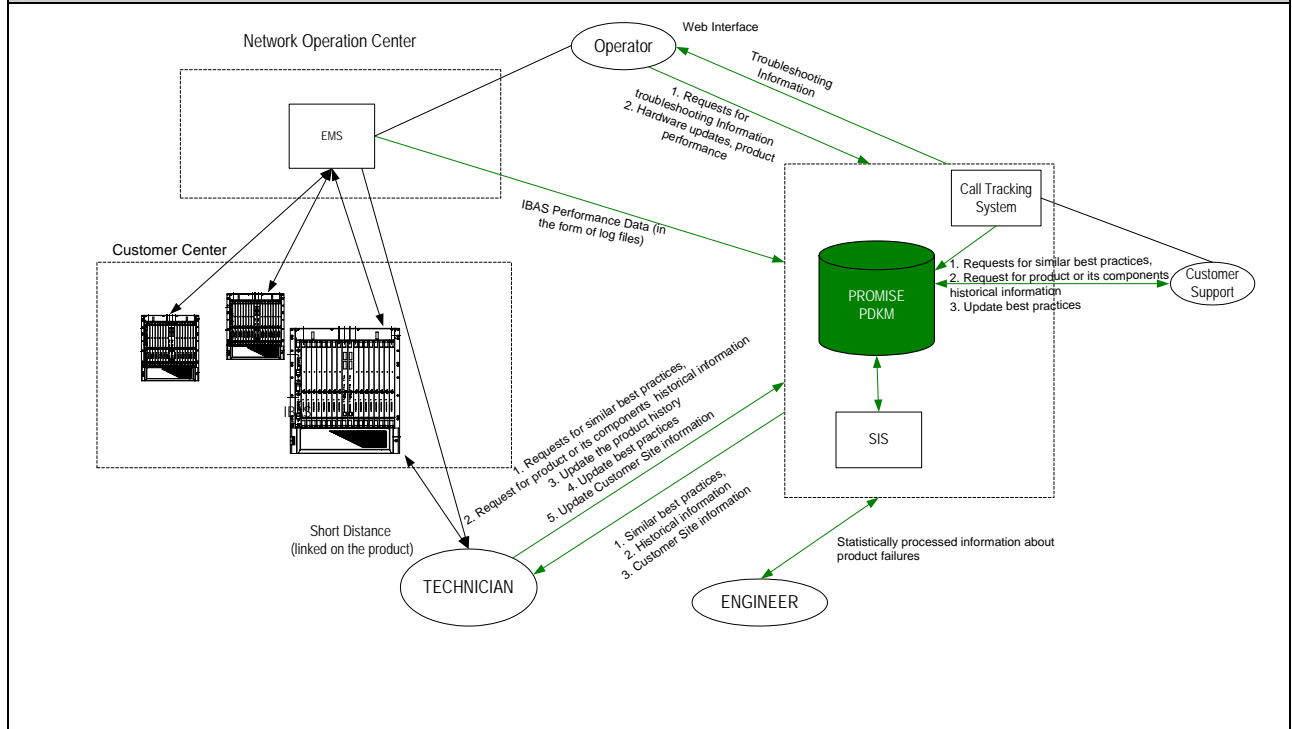 Network Operation Center
Operator
Web Interface
EMS
Troubleshooting
Information
1. Requests for
troubleshooting Information
2. Hardware updates, product
performance
IBAS Performance Data (in
the form of log files)
Call Tracking
System
Customer Center
PROMISE
PDKM
1. Requests for similar best practices,
2. Request for product or its components
historical information
3. Update best practices
Customer
Support
SIS
1. Requests for similar best practices,
2. Request for product or its components historical information
3. Update the product history
4. Update best practices
5. Update Customer Site information
1. Similar best practices,
2. Historical information
3. Customer Site information
Short Distance
(linked on the product)
TECHNICIAN
ENGINEER
Statistically processed information about
product failures